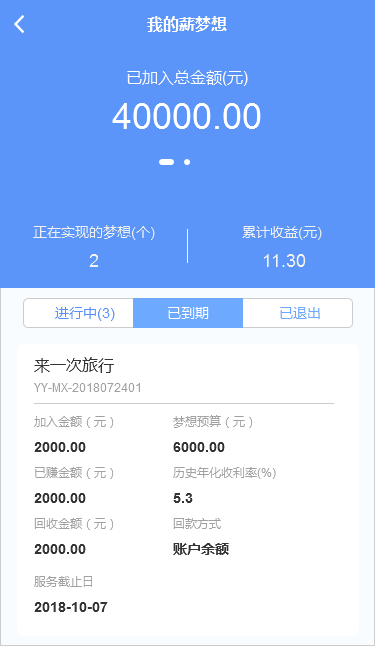 我的薪梦想
已加入总金额(元)
40000.00
正在实现的梦想(个) 累计收益(元)
2 11.30
进行中(3) 已到期 已退出
来一次旅行
YY-MX-2018072401
加入金额（元） 梦想预算（元）
2000.00 6000.00
已赚金额（元） 历史年化收利率(%)
2000.00 5.3
回收金额（元） 回款方式
2000.00 账户余额
服务截止日
2018-10-07